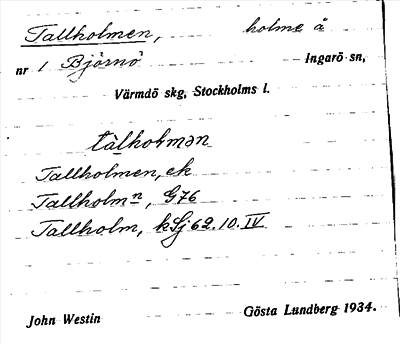 Tallholmen, holme å
nr 1 Björnö Ingarö sn,
Värmdö skg, Stockholms l.
tàlholmən
Tallholmen, ek
Tallholmⁿ, G76
Tallholm, kSj 62.10.IV
John Westin Gösta Lundberg 1934.